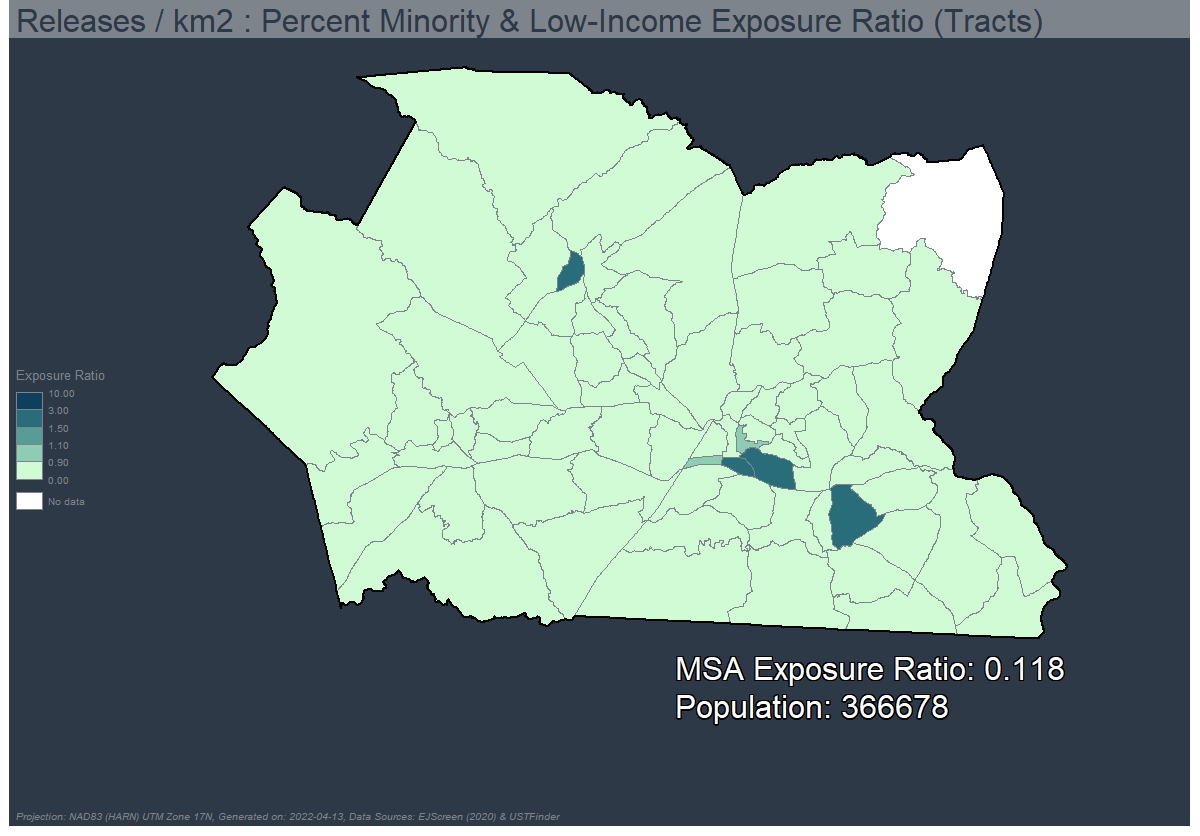 Releases / km2 : Percent Minority & Low-Income Exposure Ratio (Tracts)
Exposure Ratio
10.00
3.00
1.50
1.10
0.90
0.00
No data
MSA Exposure Ratio: 0.118
Population: 366678
Projection: NAD83 (HARN) UTM Zone 17N, Generated on: 2022-04-13, Data Sources: EJScreen (2020) & USTFinder